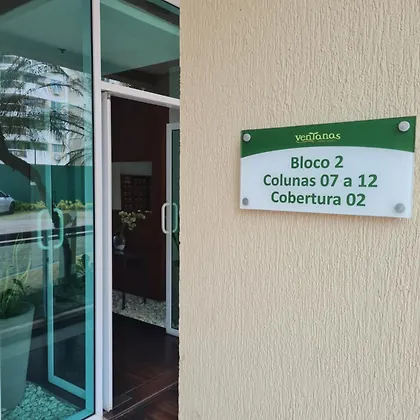 ventanas
Bloco 2
Colunas 07 a 12
Cobertura 02